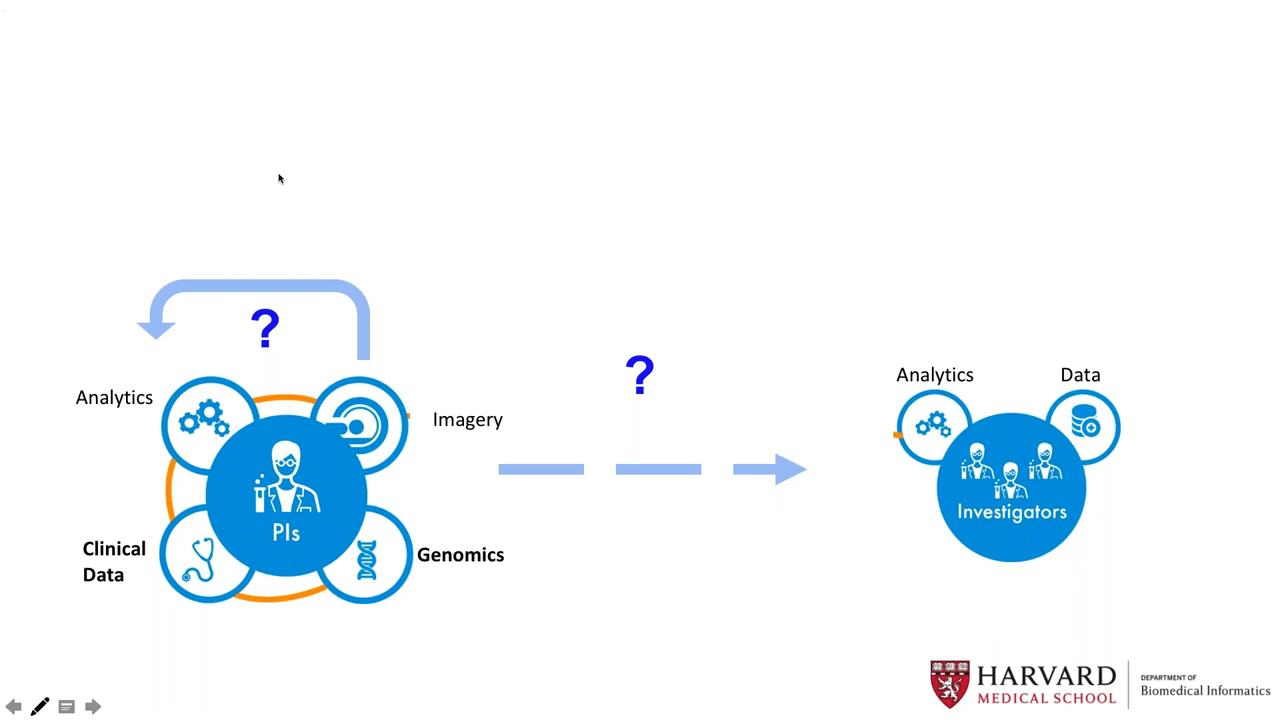 ?
?
Analytics
Imagery
PIs
Clinical
Data
Genomics
Analytics
Data
Investigators
HARVARD
MEDICAL SCHOOL
DEPARTMENT OF
Biomedical Informatics